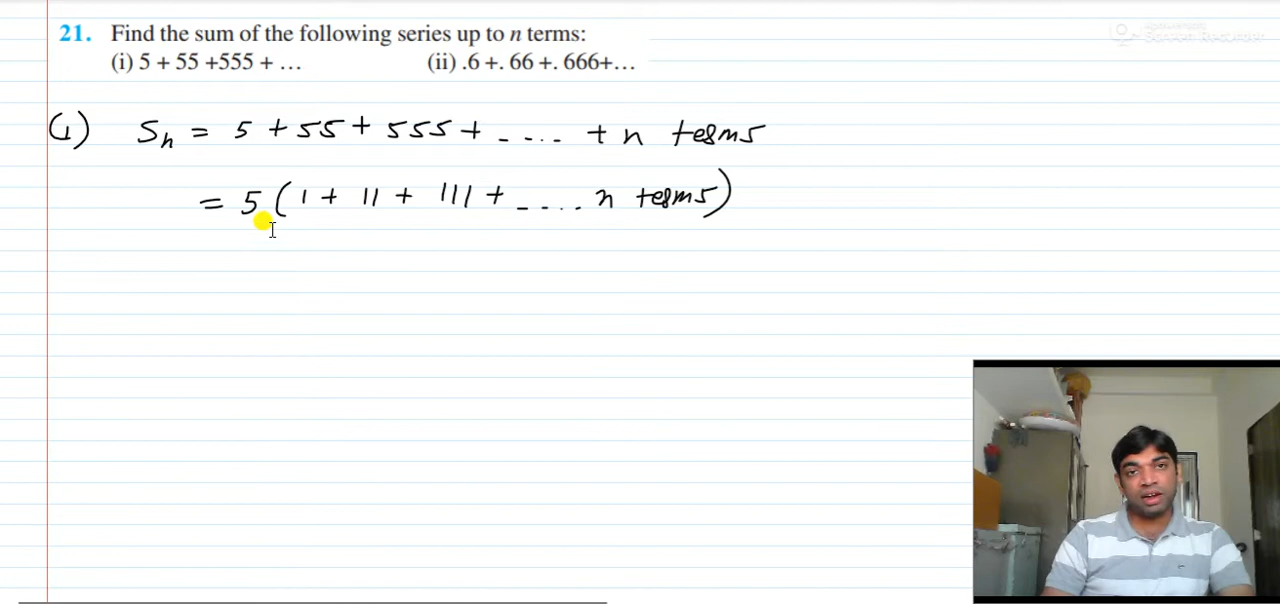 21. Find the sum of the following series up to n terms:
(i) 5 + 55 +555 + … (ii) .6 +. 66 +. 666+…
(i) Sn = 5 + 55 + 555 + - - ... + n terms
= 5 ( 1 + 11 + 111 + - - ... n terms )